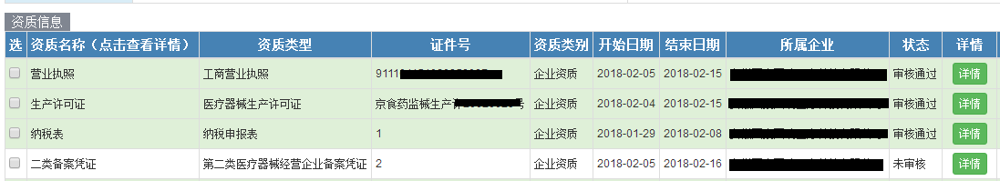 资质信息
选 资质名称（点击查看详情） 资质类型 证件号 资质类别 开始日期 结束日期 所属企业 状态 详情
营业执照 工商营业执照 9111 企业资质 2018-02-05 2018-02-15 审核通过 详情
生产许可证 医疗器械生产许可证 京食药监械生产许 号 企业资质 2018-02-04 2018-02-15 审核通过 详情
纳税表 纳税申报表 1 企业资质 2018-01-29 2018-02-08 审核通过 详情
二类备案凭证 第二类医疗器械经营企业备案凭证 2 企业资质 2018-02-05 2018-02-16 未审核 详情